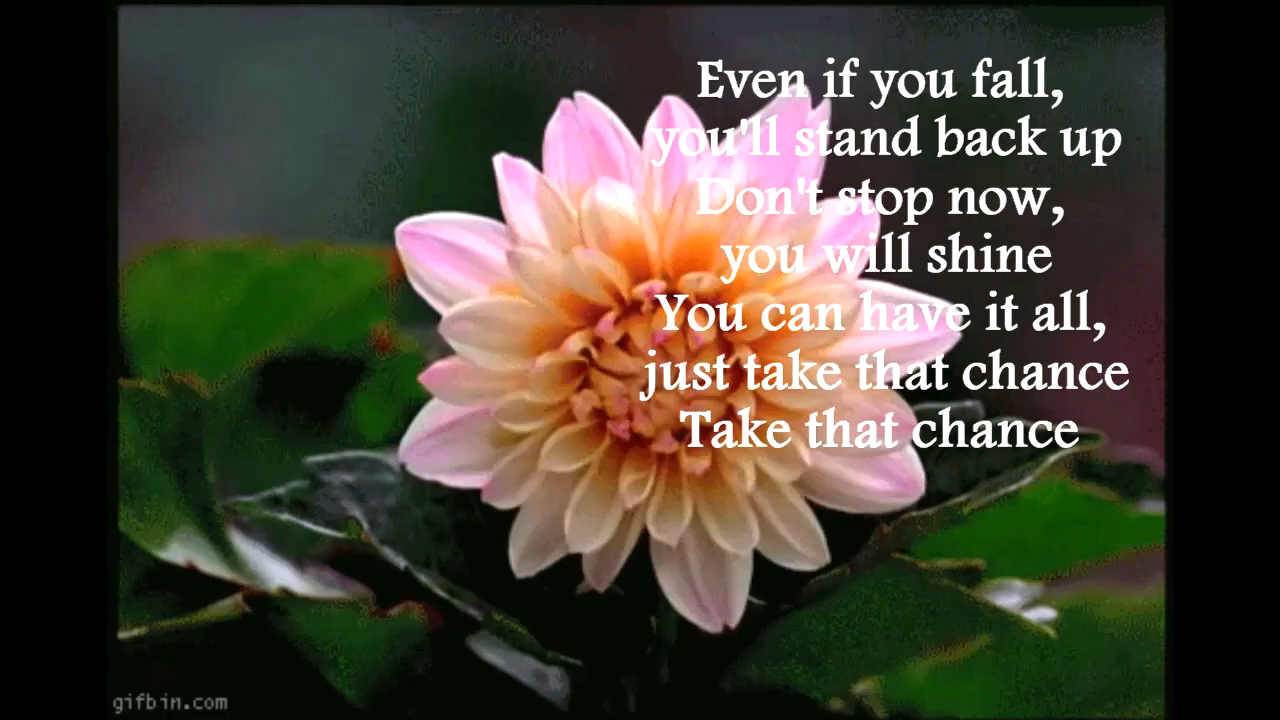 Even if you fall,
you'll stand back up
Don't stop now,
you will shine
You can have it all,
just take that chance
Take that chance
gifbin.com